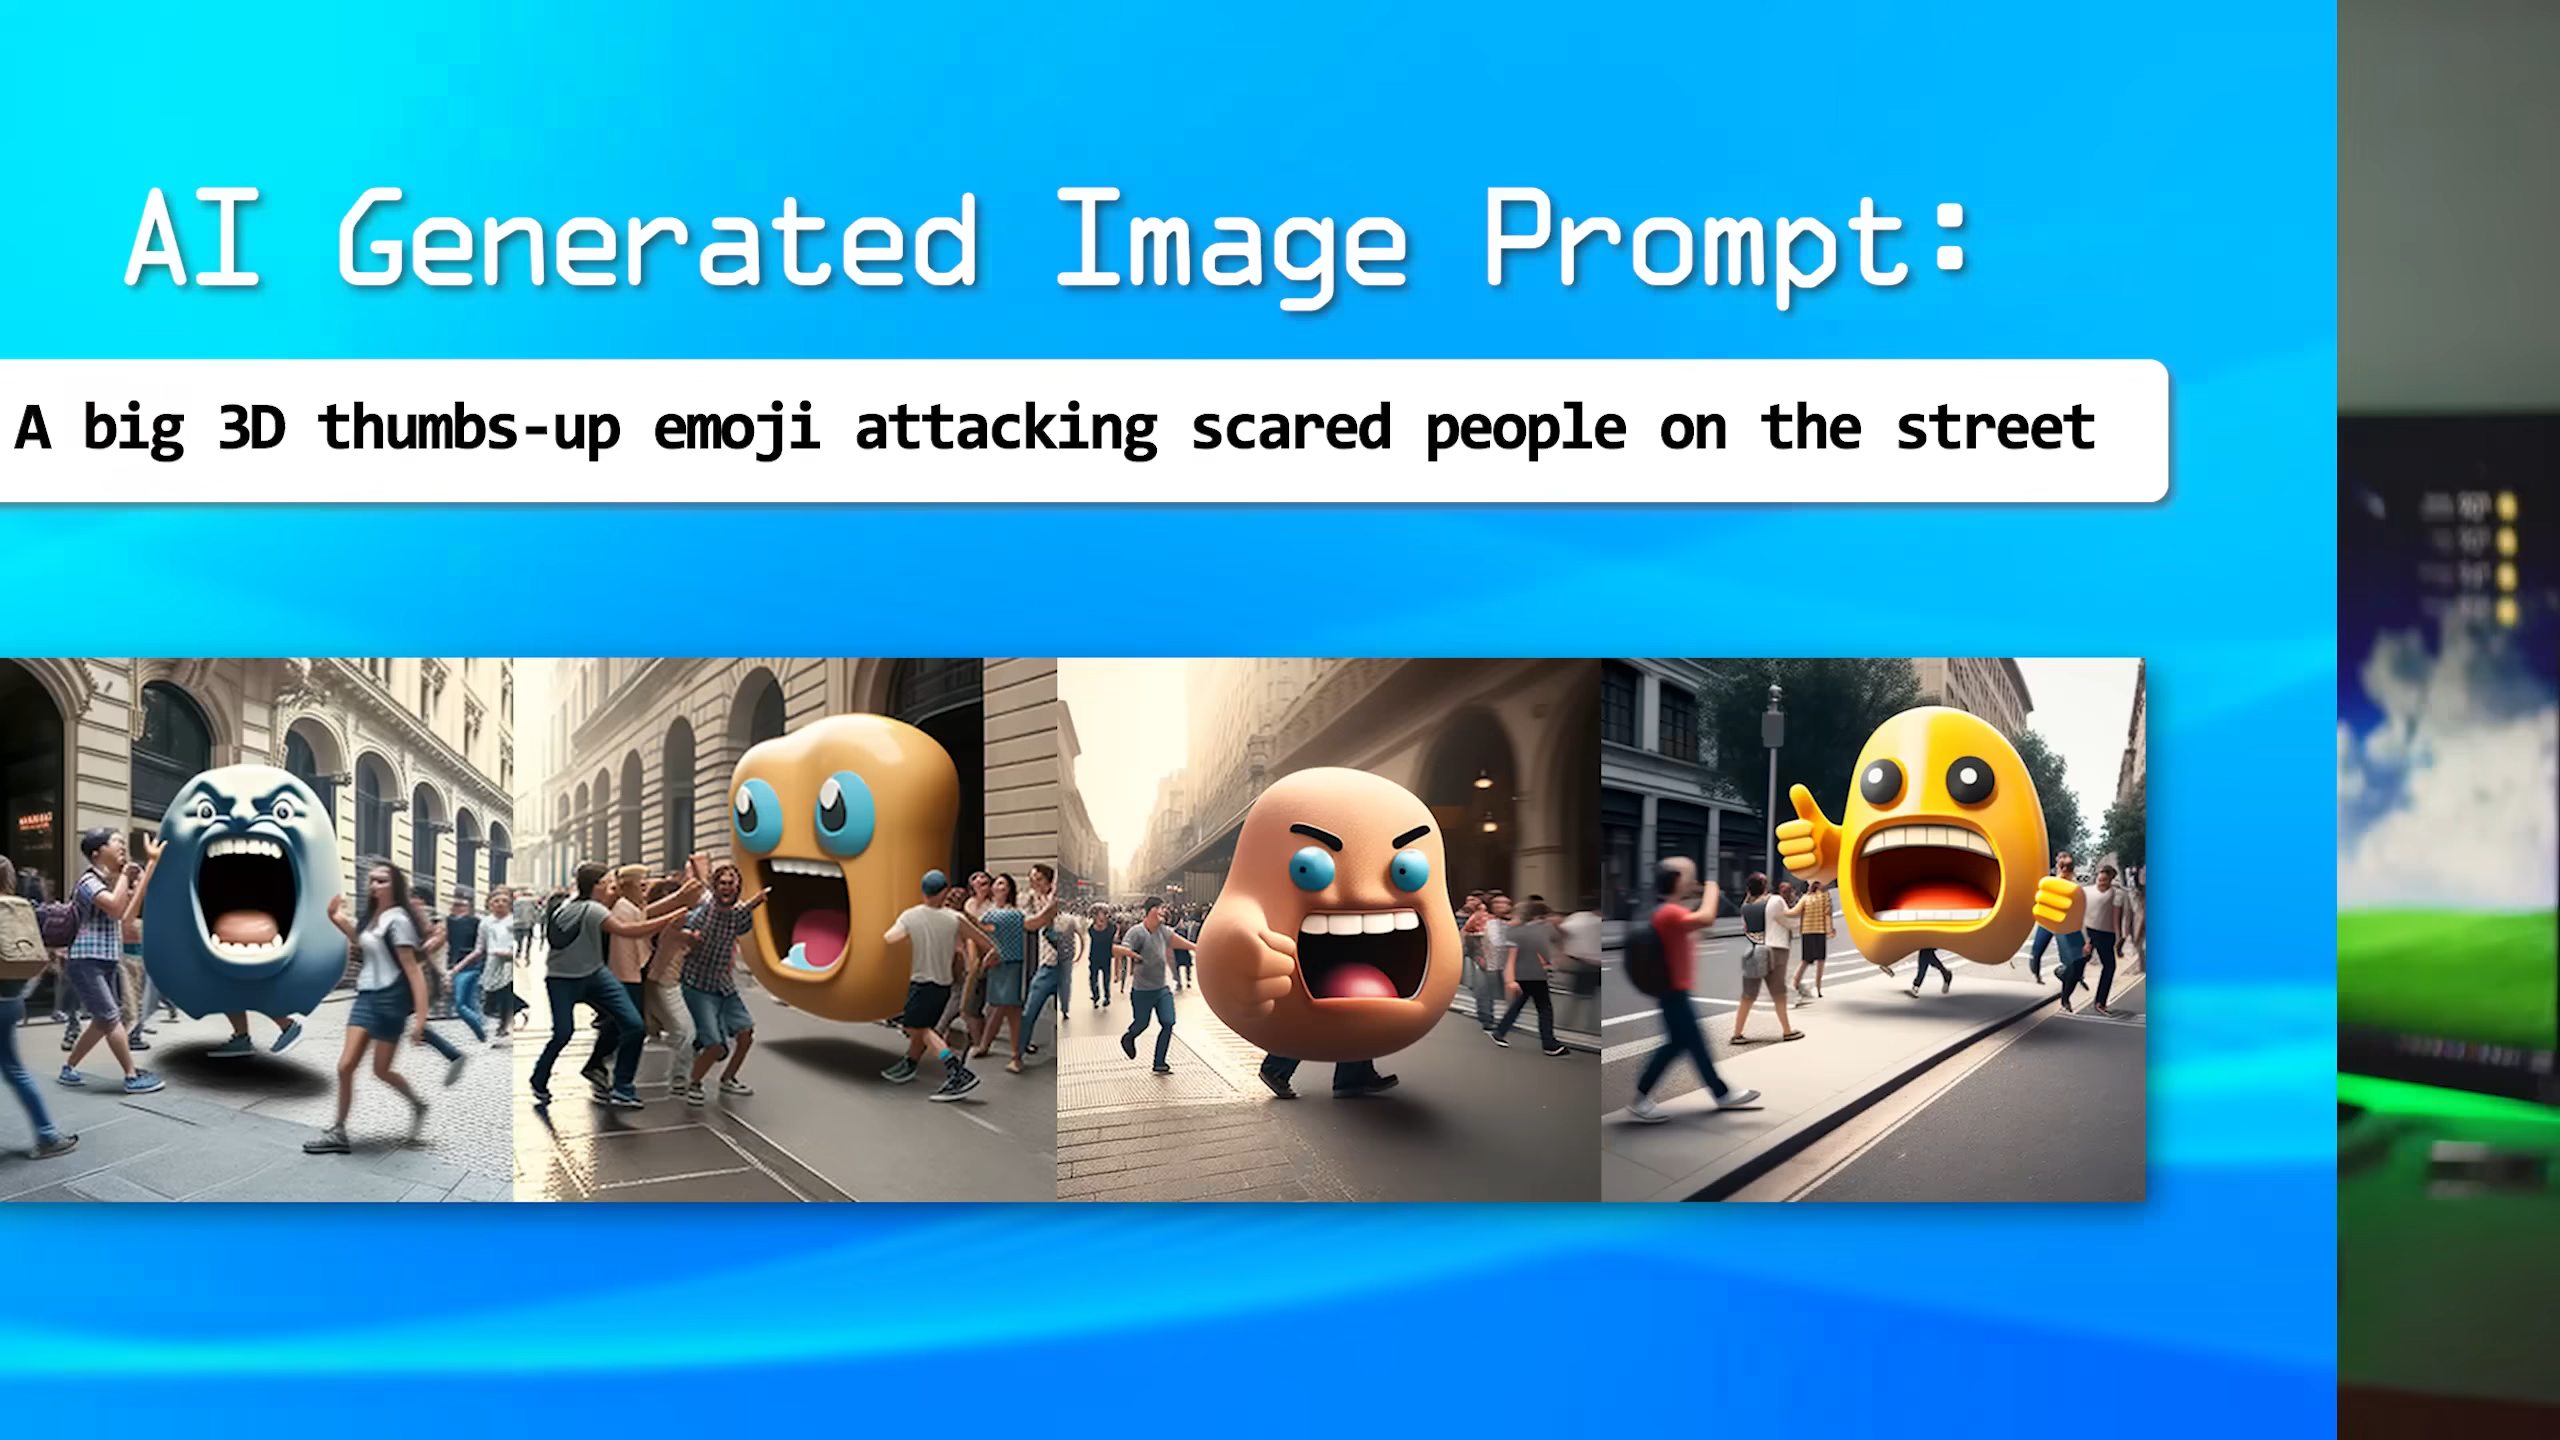 AI Generated Image Prompt:
A big 3D thumbs-up emoji attacking scared people on the street